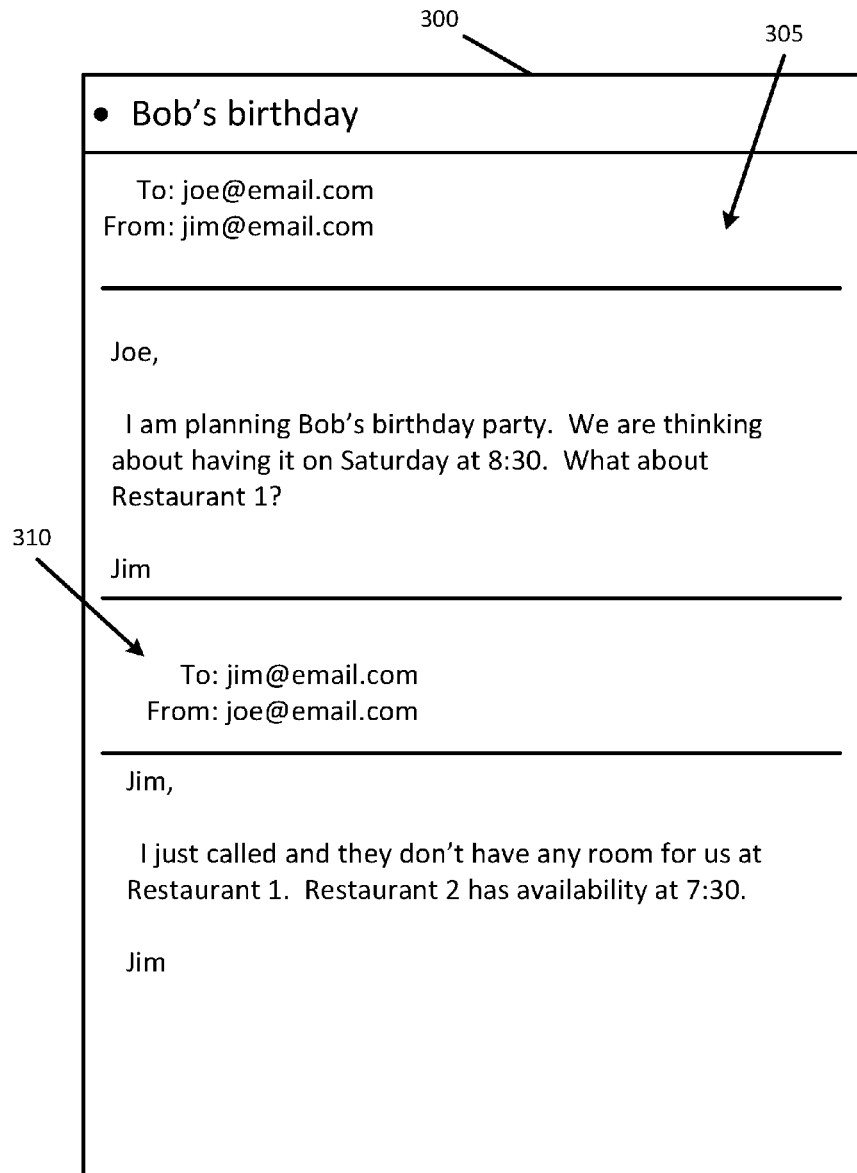 300
305
• Bob's birthday
To: joe@email.com
From: jim@email.com
Joe,
I am planning Bob's birthday party. We are thinking
about having it on Saturday at 8:30. What about
Restaurant 1?
310
Jim
To: jim@email.com
From: joe@email.com
Jim,
I just called and they don't have any room for us at
Restaurant 1. Restaurant 2 has availability at 7:30.
Jim